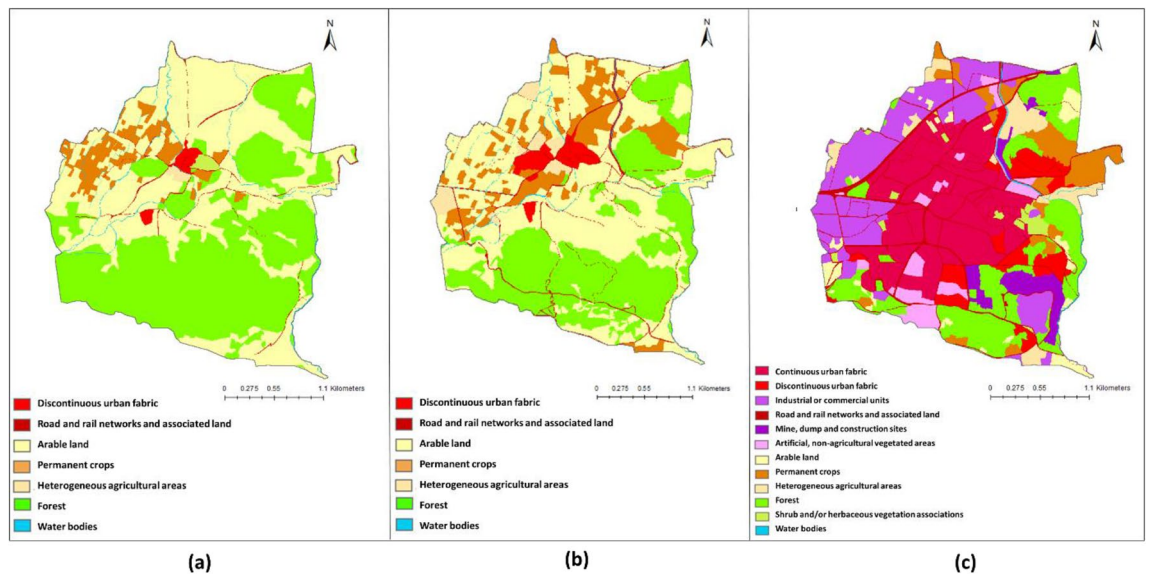 N
0 0.275 0.55 1.1 Kilometers
Discontinuous urban fabric
Road and rail networks and associated land
Arable land
Permanent crops
Heterogeneous agricultural areas
Forest
Water bodies
(a)
N
0 0.275 0.55 1.1 Kilometers
Discontinuous urban fabric
Road and rail networks and associated land
Arable land
Permanent crops
Heterogeneous agricultural areas
Forest
Water bodies
(b)
N
Continuous urban fabric
Discontinuous urban fabric
Industrial or commercial units
Road and rail networks and associated land
Mine, dump and construction sites
Artificial, non-agricultural vegetated areas
Arable land
Permanent crops
Heterogeneous agricultural areas
Forest
Shrub and/or herbaceous vegetation associations
Water bodies
0 0.275 0.55 1.1 Kilometers
(c)